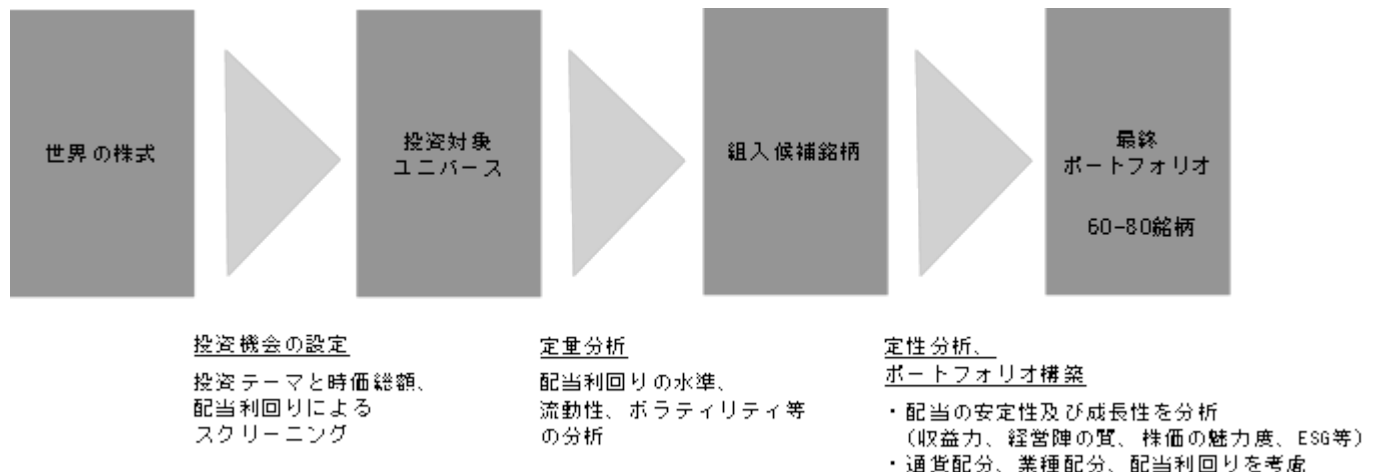 世界の株式
投資対象
ユニバース
組入候補銘柄
最終
ポートフォリオ
60-80銘柄
投資機会の設定
投資テーマと時価総額、
配当利回りによる
スクリーニング
定量分析
配当利回りの水準、
流動性、ボラティリティ等
の分析
定性分析、
ポートフォリオ構築
・配当の安定性及び成長性を分析
（収益力、経営陣の質、株価の魅力度、ESG等）
・通貨配分、業種配分、配当利回りを考慮